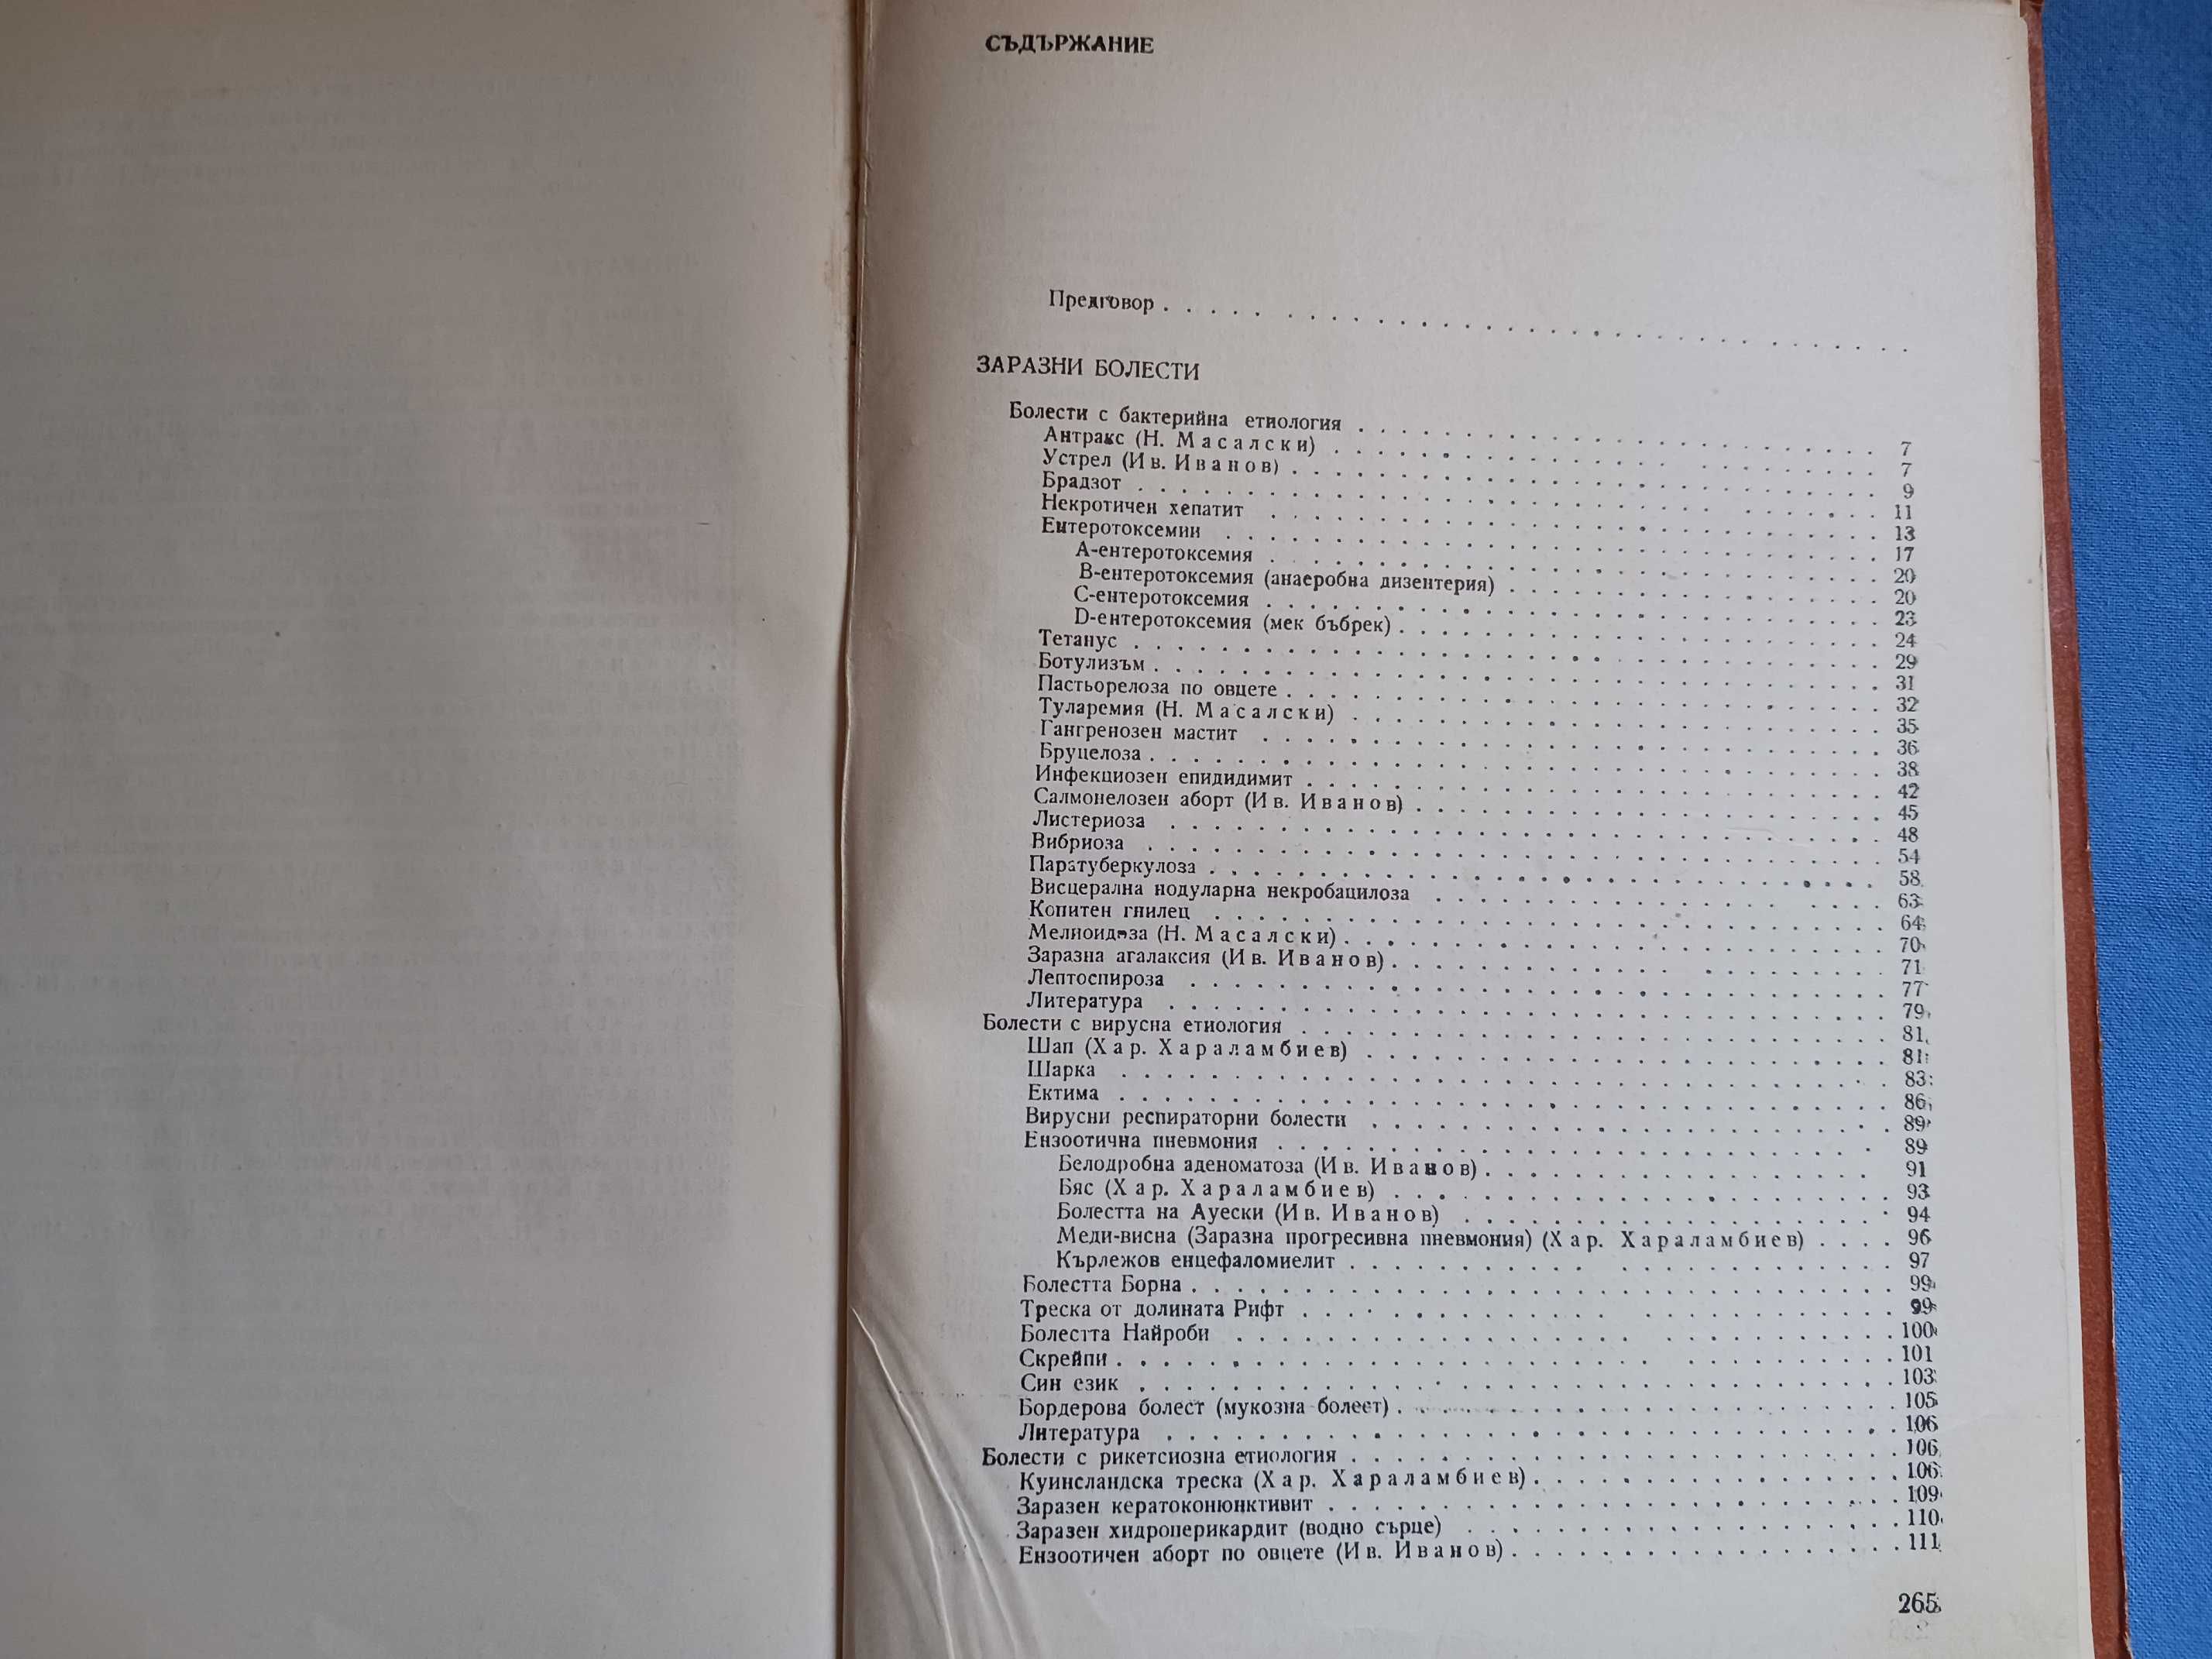 СЪДЪРЖАНИЕ
Предговор . . . . . . . . . .
ЗАРАЗНИ БОЛЕСТИ
Болести с бактерийна етиология . . . . . . . . . . 7
Антракс (Н. Масалски) . . . . . . . . . . 7
Устрел (Ив. Иванов) . . . . . . . . . . 9
Брадзот . . . . . . . . . . 11
Некротичен хепатит . . . . . . . . . . 13
Ентеротоксемии . . . . . . . . . . 17
А-ентеротоксемия . . . . . . . . . . 20
В-ентеротоксемия (анаеробна дизентерия) . . . . . . . . . . 20
С-ентеротоксемия . . . . . . . . . . 23
D-ентеротоксемия (мек бъбрек) . . . . . . . . . . 24
Тетанус . . . . . . . . . . 29
Ботулизъм . . . . . . . . . . 31
Пастьорелоза по овцете . . . . . . . . . . 32
Туларемия (Н. Масалски) . . . . . . . . . . 35
Гангренозен мастит . . . . . . . . . . 36
Бруцелоза . . . . . . . . . . 38
Инфекциозен епидидимит . . . . . . . . . . 42
Салмонелозен аборт (Ив. Иванов) . . . . . . . . . . 45
Листериоза . . . . . . . . . . 48
Вибриоза . . . . . . . . . . 54
Паратуберкулоза . . . . . . . . . . 58
Висцерална нодуларна некробацилоза . . . . . . . . . . 63
Копитен гнилец . . . . . . . . . . 64
Мелиоидоза (Н. Масалски) . . . . . . . . . . 70
Заразна агалаксия (Ив. Иванов) . . . . . . . . . . 71
Лептоспироза . . . . . . . . . . 77
Литература . . . . . . . . . . 79
Болести с вирусна етиология . . . . . . . . . . 81
Шап (Хар. Хараламбиев) . . . . . . . . . . 81
Шарка . . . . . . . . . . 83
Ектима . . . . . . . . . . 86
Вирусни респираторни болести . . . . . . . . . . 89
Ензоотична пневмония . . . . . . . . . . 89
Белодробна аденоматоза (Ив. Иванов) . . . . . . . . . . 91
Бяс (Хар. Хараламбиев) . . . . . . . . . . 93
Болестта на Ауески (Ив. Иванов) . . . . . . . . . . 94
Меди-висна (Заразна прогресивна пневмония) (Хар. Хараламбиев) . . . . 96
Кърлежов енцефаломиелит . . . . . . . . . . 97
Болестта Борна . . . . . . . . . . 99
Треска от долината Рифт . . . . . . . . . . 99
Болестта Найроби . . . . . . . . . . 100
Скрейпи . . . . . . . . . . 101
Син език . . . . . . . . . . 103
Бордерова болест (мукозна болест) . . . . . . . . . . 105
Литература . . . . . . . . . . 106
Болести с рикетсиозна етиология . . . . . . . . . . 106
Куинсландска треска (Хар. Хараламбиев) . . . . . . . . . . 106
Заразен кератоконюнктивит . . . . . . . . . . 109
Заразен хидроперикардит (водно сърце) . . . . . . . . . . 110
Ензоотичен аборт по овцете (Ив. Иванов) . . . . . . . . . . 111
265